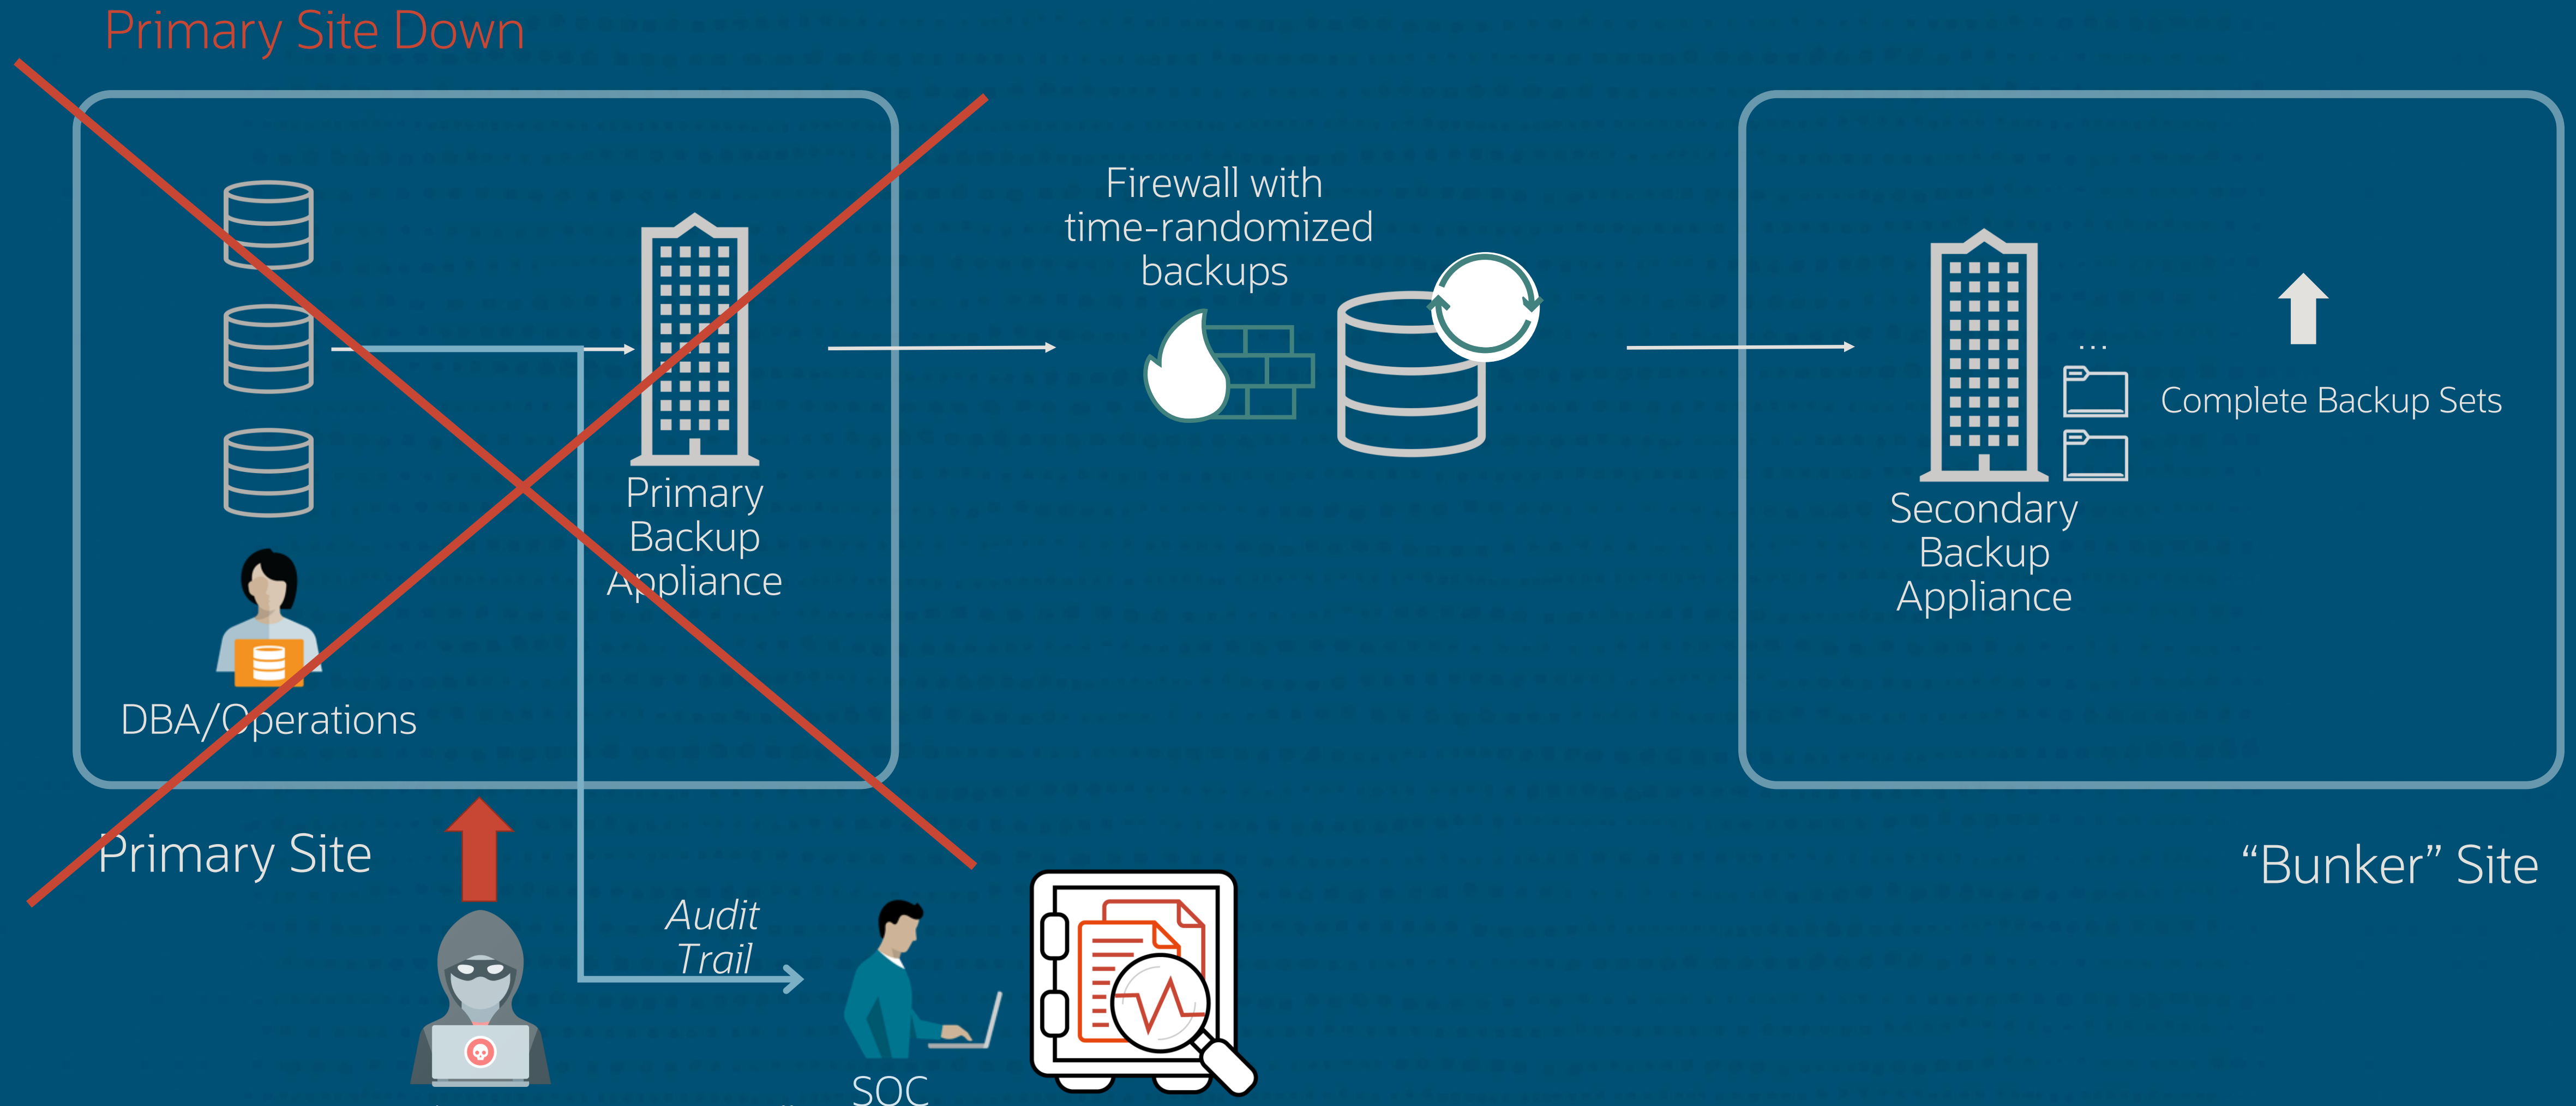 Primary Site Down
Firewall with
time-randomized
backups
...
Complete Backup Sets
Primary
Backup
Appliance
Secondary
Backup
Appliance
DBA/Operations
Primary Site
“Bunker” Site
Audit
Trail
SOC